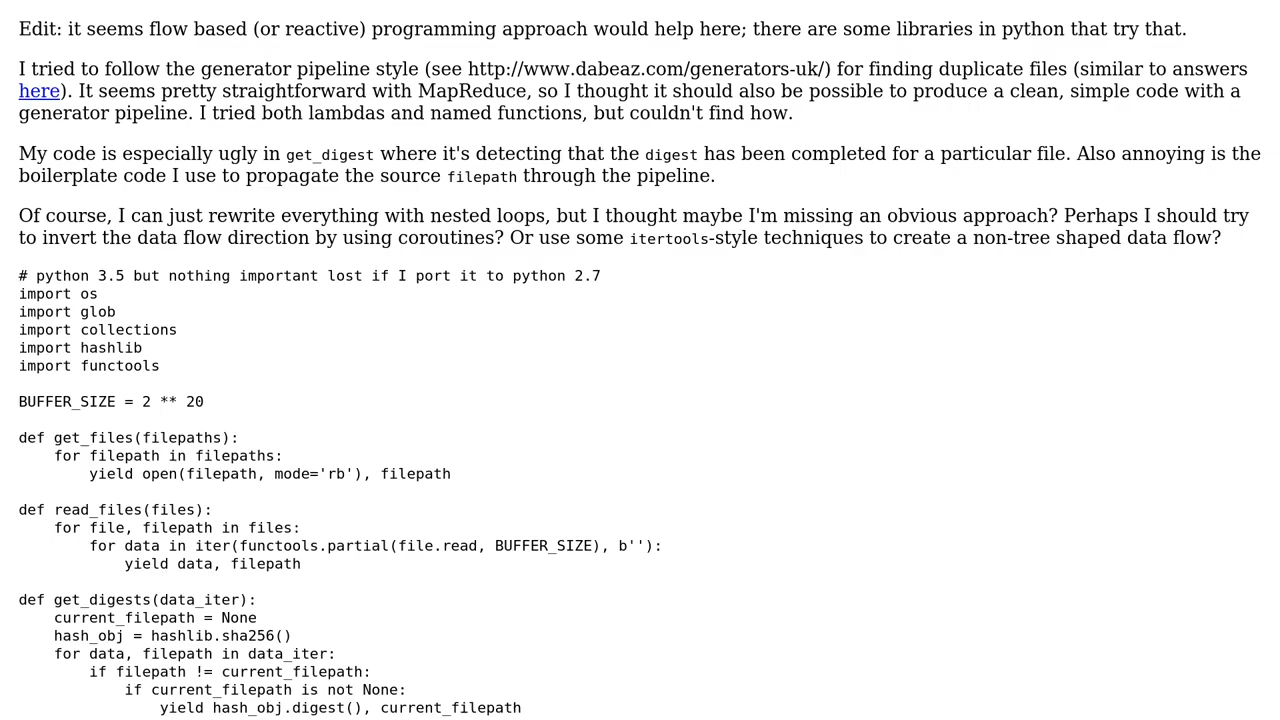 Edit: it seems flow based (or reactive) programming approach would help here; there are some libraries in python that try that.
I tried to follow the generator pipeline style (see http://www.dabeaz.com/generators-uk/) for finding duplicate files (similar to answers
here). It seems pretty straightforward with MapReduce, so I thought it should also be possible to produce a clean, simple code with a
generator pipeline. I tried both lambdas and named functions, but couldn't find how.
My code is especially ugly in get_digest where it's detecting that the digest has been completed for a particular file. Also annoying is the
boilerplate code I use to propagate the source filepath through the pipeline.
Of course, I can just rewrite everything with nested loops, but I thought maybe I'm missing an obvious approach? Perhaps I should try
to invert the data flow direction by using coroutines? Or use some itertools-style techniques to create a non-tree shaped data flow?
# python 3.5 but nothing important lost if I port it to python 2.7
import os
import glob
import collections
import hashlib
import functools
BUFFER_SIZE = 2 ** 20
def get_files(filepaths):
    for filepath in filepaths:
        yield open(filepath, mode='rb'), filepath
def read_files(files):
    for file, filepath in files:
        for data in iter(functools.partial(file.read, BUFFER_SIZE), b''):
            yield data, filepath
def get_digests(data_iter):
    current_filepath = None
    hash_obj = hashlib.sha256()
    for data, filepath in data_iter:
        if filepath != current_filepath:
            if current_filepath is not None:
                yield hash_obj.digest(), current_filepath